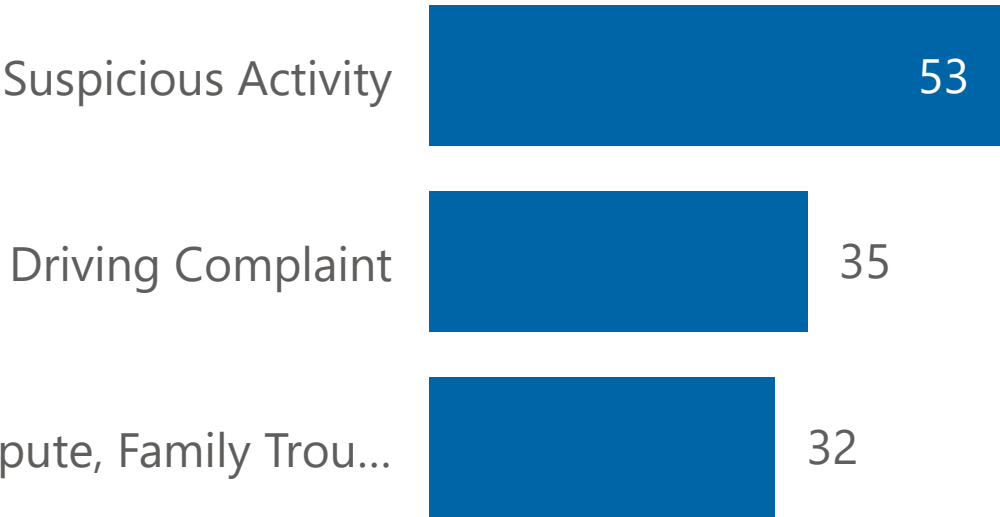 Suspicious Activity 53
Driving Complaint 35
pute, Family Trou... 32